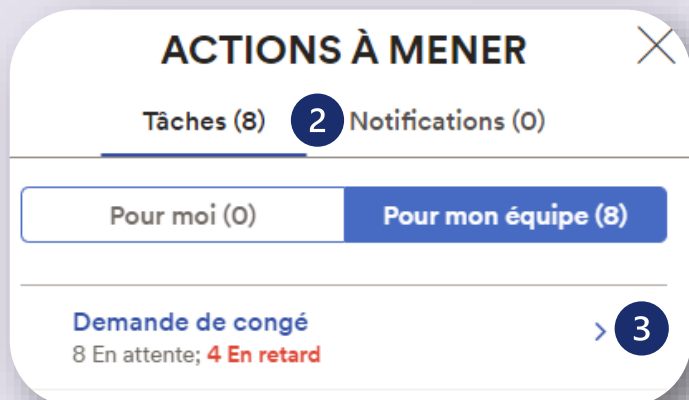 ACTIONS À MENER
Tâches (8) 2 Notifications (0)
Pour moi (0) Pour mon équipe (8)
Demande de congé
3
8 En attente; 4 En retard